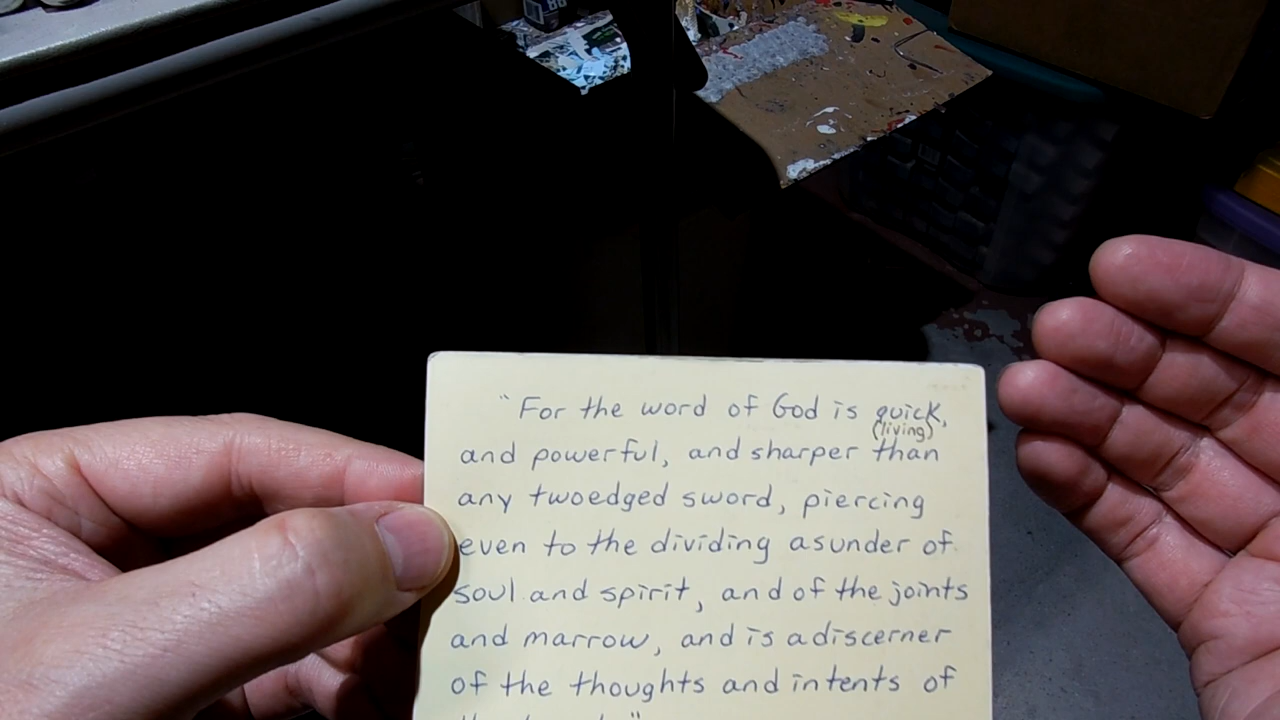 "For the word of God is quick,
(living)
and powerful, and sharper than
any twoedged sword, piercing
even to the dividing asunder of
soul and spirit, and of the joints
and marrow, and is a discerner
of the thoughts and intents of